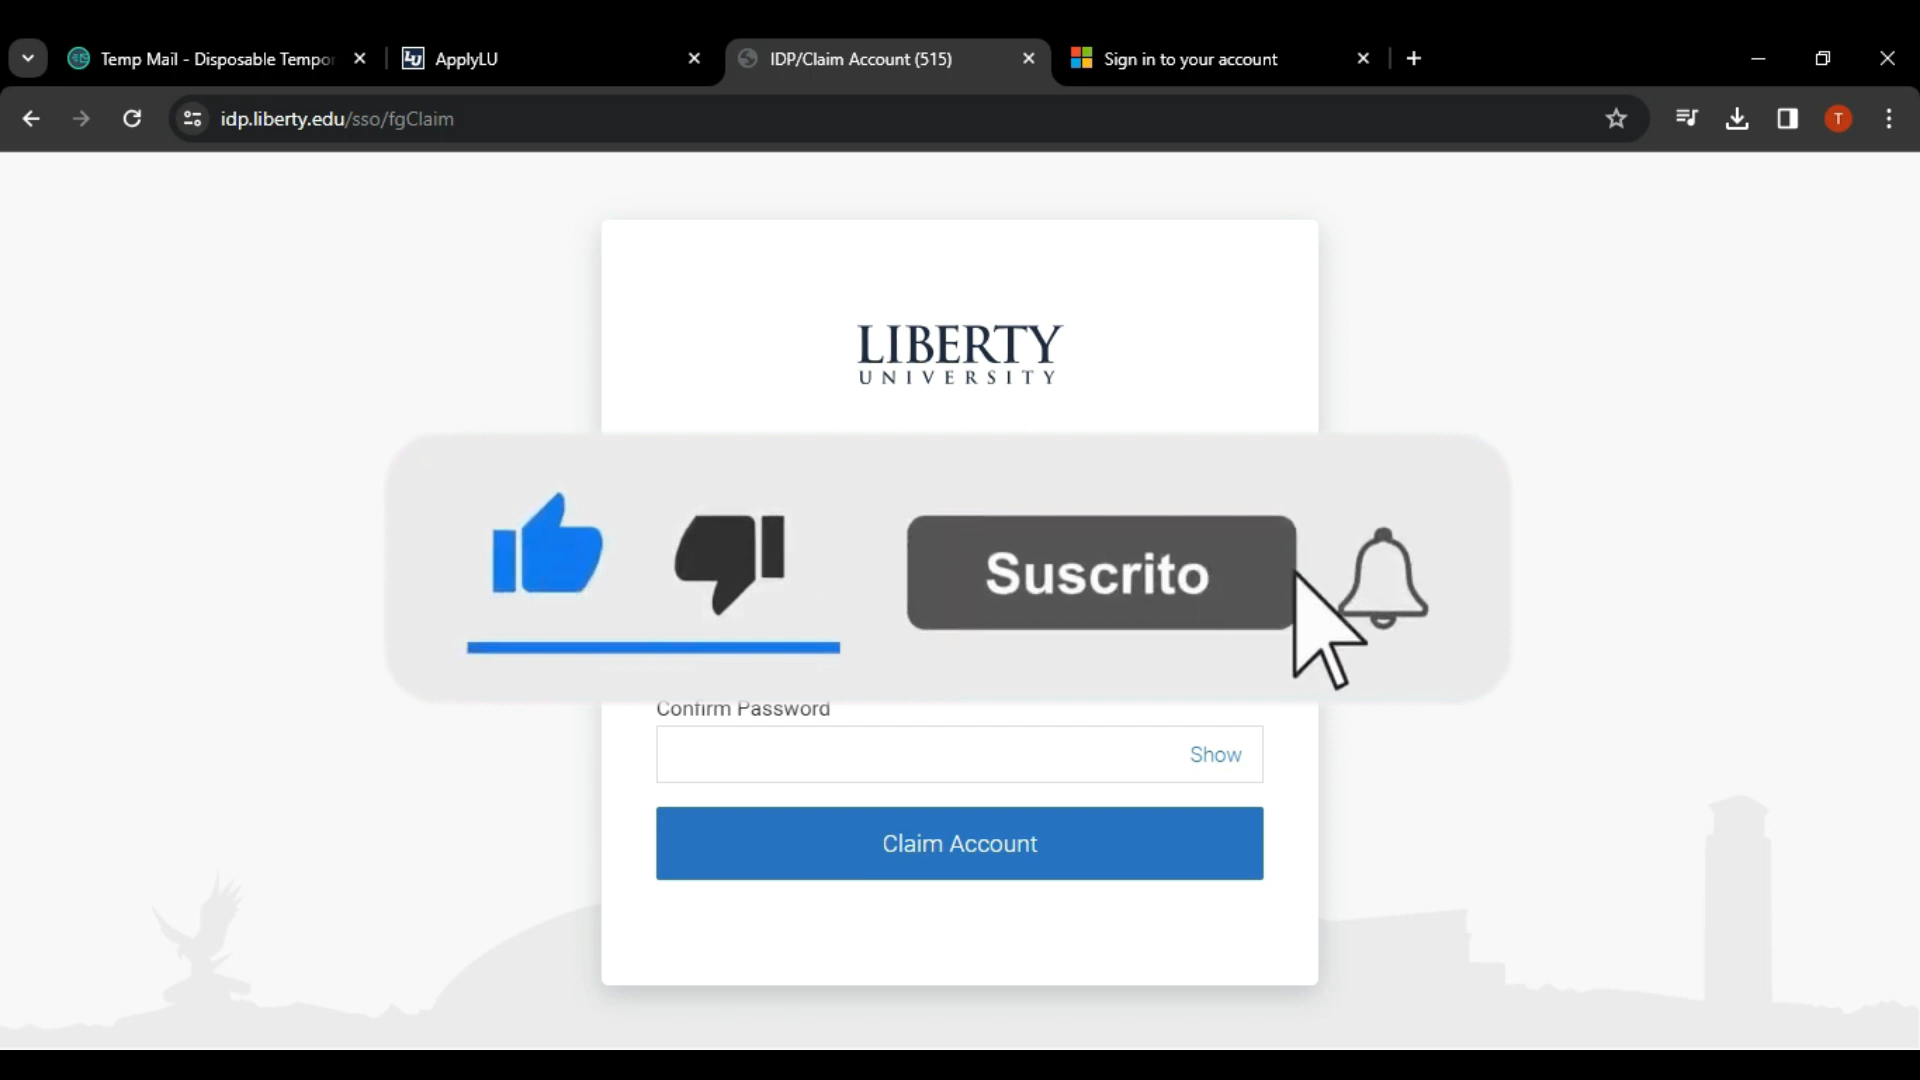 Temp Mail - Disposable Tempor
ApplyLU
IDP/Claim Account (515)
Sign in to your account
idp.liberty.edu/sso/fgClaim
T
LIBERTY
UNIVERSITY
Suscrito
Confirm Password
Show
Claim Account